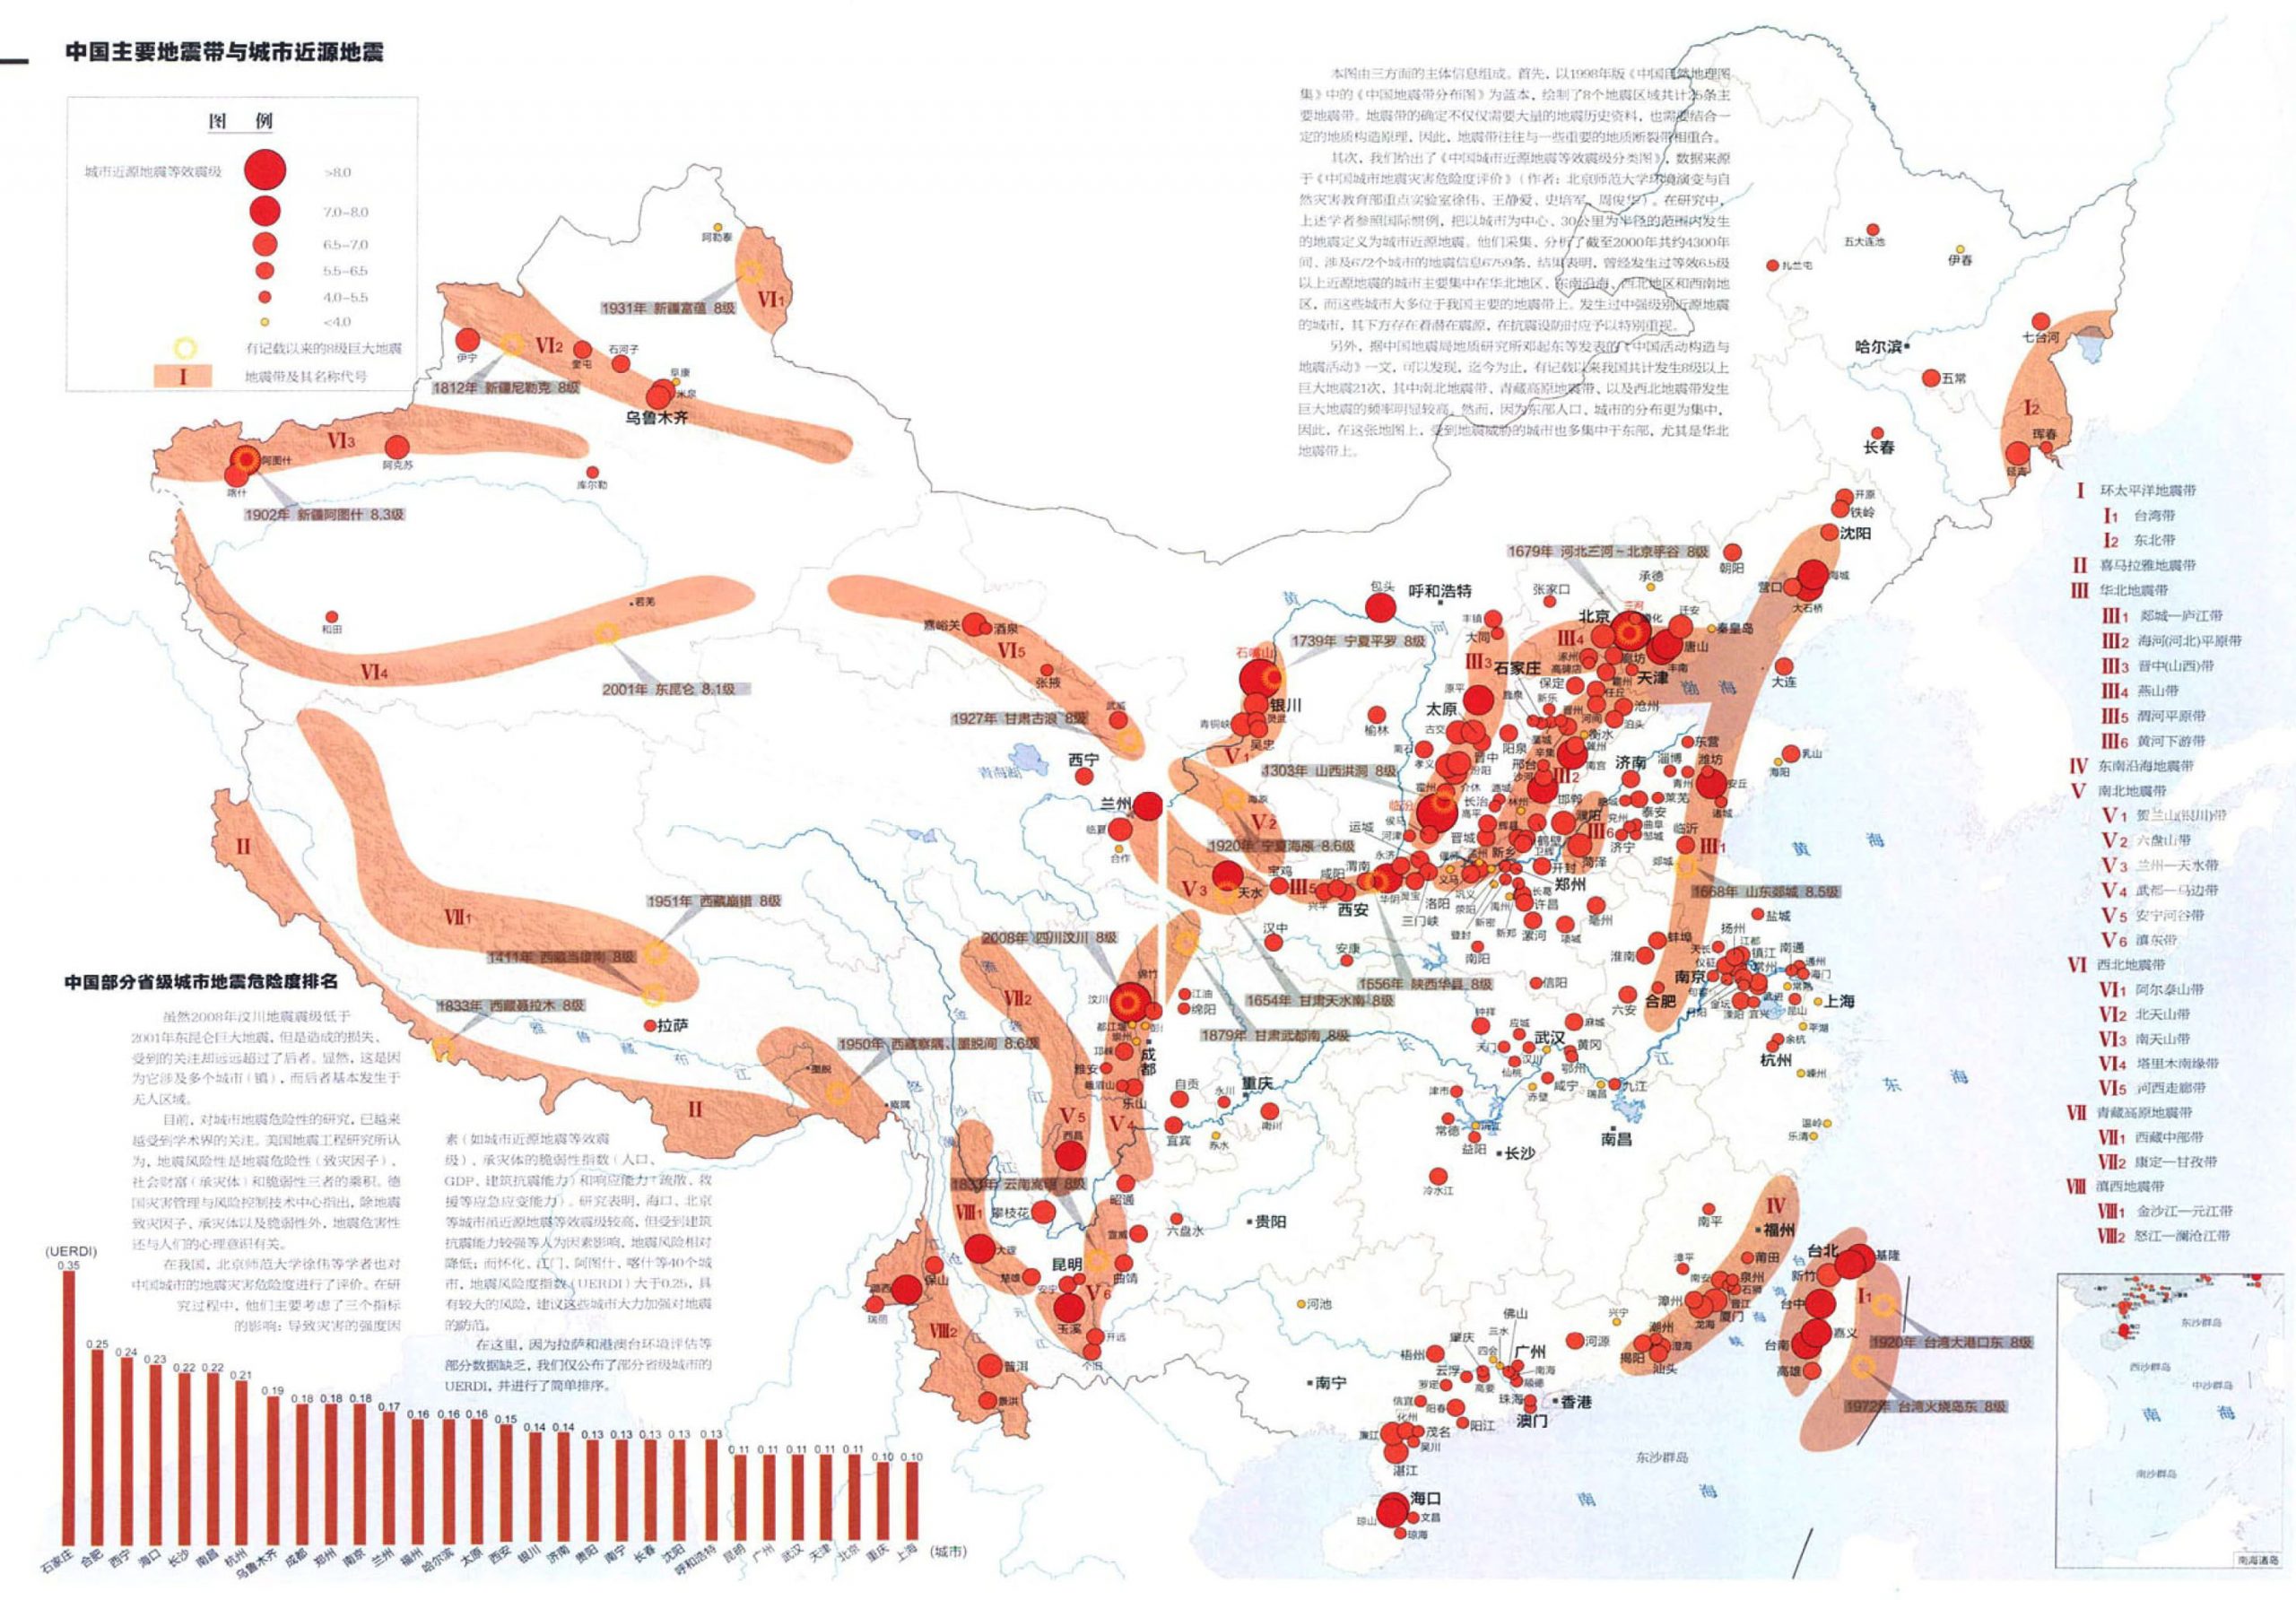 中国主要地震带与城市近源地震
图 例
城市近源地震等效震级
>8.0
7.0-8.0
6.5-7.0
5.5-6.5
4.0-5.5
<4.0
有记载以来的8级巨大地震
I 地震带及其名称代号
本图由三方面的主体信息组成。首先，以1998年版《中国自然地理图
集》中的《中国地震带分布图》为蓝本，绘制了8个地震区域共计25条主
要地震带。地震带的确定不仅仅需要大量的地震历史资料，也需要结合一
定的地质构造原理，因此，地震带往往与一些重要的地质断裂带相重合。
其次，我们给出了《中国城市近源地震等效震级分类图》，数据来源
于《中国城市地震灾害危险度评价》（作者：北京师范大学环境演变与自
然灾害教育部重点实验室徐伟、王静爱、史培军、周俊华）。在研究中，
上述学者参照国际惯例，把以城市为中心、30公里为半径的范围内发生
的地震定义为城市近源地震。他们采集、分析了截至2000年共约4300年
间、涉及672个城市的地震信息6759条，结果表明，曾经发生过等效6.5级
以上近源地震的城市主要集中在华北地区、东南沿海、西北地区和西南地
区，而这些城市大多位于我国主要的地震带上。发生过中强级别近源地震
的城市，其下方存在着潜在震源，在抗震设防时应予以特别重视。
另外，据中国地震局地质研究所邓起东等发表的《中国活动构造与
地震活动》一文，可以发现，迄今为止，有记载以来我国共计发生8级以上
巨大地震21次，其中南北地震带、青藏高原地震带、以及西北地震带发生
巨大地震的频率明显较高。然而，因为东部人口、城市的分布更为集中，
因此，在这张地图上，受到地震威胁的城市也多集中于东部，尤其是华北
地震带上。
阿勒泰
1931年 新疆富蕴 8级
VI1
伊宁
VI2
奎屯
石河子
阜康
米泉
乌鲁木齐
1812年 新疆尼勒克 8级
VI3
阿图什
喀什
阿克苏
库尔勒
1902年 新疆阿图什 8.3级
和田
若羌
VI4
2001年 东昆仑 8.1级
嘉峪关
酒泉
VI5
张掖
武威
1927年 甘肃古浪 8级
西宁
青海湖
兰州
临夏
合作
五大连池
伊春
扎兰屯
哈尔滨
七台河
五常
长春
I2
珲春
延吉
开原
铁岭
沈阳
海城
营口
大石桥
朝阳
1679年 河北三河-北京平谷 8级
承德
张家口
包头
呼和浩特
黄
河
丰镇
大同
北京
三河
遵化
迁安
秦皇岛
唐山
丰南
III4
III3
石家庄
涿州
高碑店
廊坊
霸州
天津
保定
任丘
渤 海
大连
1739年 宁夏平罗 8级
石嘴山
银川
青铜峡
灵武
吴忠
V1
榆林
原平
太原
古交
新乐
沧州
河间
泊头
衡水
冀州
辛集
南宫
阳泉
晋中
汾阳
孝义
离石
介休
霍州
邢台
沙河
III2
邯郸
济南
东营
淄博
潍坊
青州
安丘
诸城
莱芜
泰安
乳山
海阳
1303年 山西洪洞 8级
临汾
长治
潞城
林州
高平
晋城
侯马
河津
运城
永济
辉县
鹤壁
卫辉
新乡
濮阳
III6
兖州
曲阜
邹城
济宁
菏泽
临沂
郯城
III1
黄 海
海原
V2
1920年 宁夏海原 8.6级
V3
天水
宝鸡
III5
咸阳
兴平
西安
渭南
华阴
灵宝
义马
三门峡
洛阳
巩义
荥阳
登封
新密
禹州
新郑
开封
郑州
长葛
许昌
漯河
项城
亳州
1668年 山东郯城 8.5级
盐城
II
VII1
1951年 西藏崩错 8级
1411年 西藏当雄南 8级
1833年 西藏聂拉木 8级
拉萨
雅 鲁 藏 布 江
1950年 西藏察隅、墨脱间 8.6级
墨脱
察隅
II
怒 江
VII2
雅 砻 江
金 沙 江
2008年 四川汶川 8级
汉中
安康
1556年 陕西华县 8级
1654年 甘肃天水南 8级
1879年 甘肃武都南 8级
绵竹
汶川
都江堰
彭州
江油
绵阳
邛崃
成都
雅安
峨眉山
乐山
自贡
永川
重庆
南川
宜宾
赤水
V5
V4
西昌
昭通
南阳
信阳
淮南
蚌埠
六安
合肥
扬州
江都
镇江
南通
天长
仪征
南京
常州
通州
海门
常熟
上海
昆山
平湖
句容
丹阳
金坛
溧阳
宜兴
武进
余杭
杭州
嵊州
温岭
乐清
东 海
钟祥
应城
麻城
武汉
天门
汉川
仙桃
黄冈
鄂州
咸宁
赤壁
瑞昌
九江
长
江
津市
常德
益阳
长沙
南昌
冷水江
贵阳
六盘水
1833年 云南嵩明 8级
VIII1
攀枝花
大理
楚雄
昆明
安宁
宣威
曲靖
V6
玉溪
开远
个旧
潞西
保山
瑞丽
VIII2
普洱
景洪
元 江
河池
南宁
梧州
肇庆
三水
佛山
四会
广州
南海
顺德
高要
云浮
罗定
信宜
阳春
阳江
珠海
香港
澳门
河源
兴宁
化州
廉江
茂名
吴川
湛江
海口
琼山
文昌
琼海
南平
漳平
IV
福州
莆田
南安
泉州
石狮
晋江
漳州
厦门
龙海
潮州
澄海
揭阳
汕头
台 湾 海 峡
台北
基隆
新竹
台中
I1
嘉义
台南
高雄
1920年 台湾大港口东 8级
1972年 台湾火烧岛东 8级
东沙群岛
南 海
I 环太平洋地震带
I1 台湾带
I2 东北带
II 喜马拉雅地震带
III 华北地震带
III1 郯城—庐江带
III2 海河(河北)平原带
III3 晋中(山西)带
III4 燕山带
III5 渭河平原带
III6 黄河下游带
IV 东南沿海地震带
V 南北地震带
V1 贺兰山(银川)带
V2 六盘山带
V3 兰州—天水带
V4 武都—马边带
V5 安宁河谷带
V6 滇东带
VI 西北地震带
VI1 阿尔泰山带
VI2 北天山带
VI3 南天山带
VI4 塔里木南缘带
VI5 河西走廊带
VII 青藏高原地震带
VII1 西藏中部带
VII2 康定—甘孜带
VIII 滇西地震带
VIII1 金沙江—元江带
VIII2 怒江—澜沧江带
东沙群岛
西沙群岛
中沙群岛
南 海
南沙群岛
南海诸岛
中国部分省级城市地震危险度排名
虽然2008年汶川地震震级低于
2001年东昆仑巨大地震，但是造成的损失、
受到的关注却远远超过了后者。显然，这是因
为它涉及多个城市（镇），而后者基本发生于
无人区域。
目前，对城市地震危险性的研究，已越来
越受到学术界的关注。美国地震工程研究所认
为，地震风险性是地震危险性（致灾因子）、
社会财富（承灾体）和脆弱性三者的乘积。德
国灾害管理与风险控制技术中心指出，除地震
致灾因子、承灾体以及脆弱性外，地震危害性
还与人们的心理意识有关。
在我国，北京师范大学徐伟等学者也对
中国城市的地震灾害危险度进行了评价。在研
究过程中，他们主要考虑了三个指标
的影响：导致灾害的强度因
素（如城市近源地震等效震
级）、承灾体的脆弱性指数（人口、
GDP、建筑抗震能力）和响应能力（疏散、救
援等应急应变能力）。研究表明，海口、北京
等城市虽近源地震等效震级较高，但受到建筑
抗震能力较强等人为因素影响，地震风险相对
降低；而怀化、江门、阿图什、喀什等40个城
市，地震风险度指数（UERDI）大于0.25，具
有较大的风险，建议这些城市大力加强对地震
的防范。
在这里，因为拉萨和港澳台环境评估等
部分数据缺乏，我们仅公布了部分省级城市的
UERDI，并进行了简单排序。
(UERDI)
0.35 0.25 0.24 0.23 0.22 0.22 0.21 0.19 0.18 0.18 0.18 0.17 0.16 0.16 0.16 0.15 0.14 0.14 0.13 0.13 0.13 0.13 0.13 0.11 0.11 0.11 0.11 0.11 0.10 0.10
石家庄 合肥 西宁 海口 长沙 南昌 杭州 乌鲁木齐 成都 郑州 南京 兰州 福州 哈尔滨 太原 西安 银川 济南 贵阳 南宁 长春 沈阳 呼和浩特 昆明 广州 武汉 天津 北京 重庆 上海 (城市)